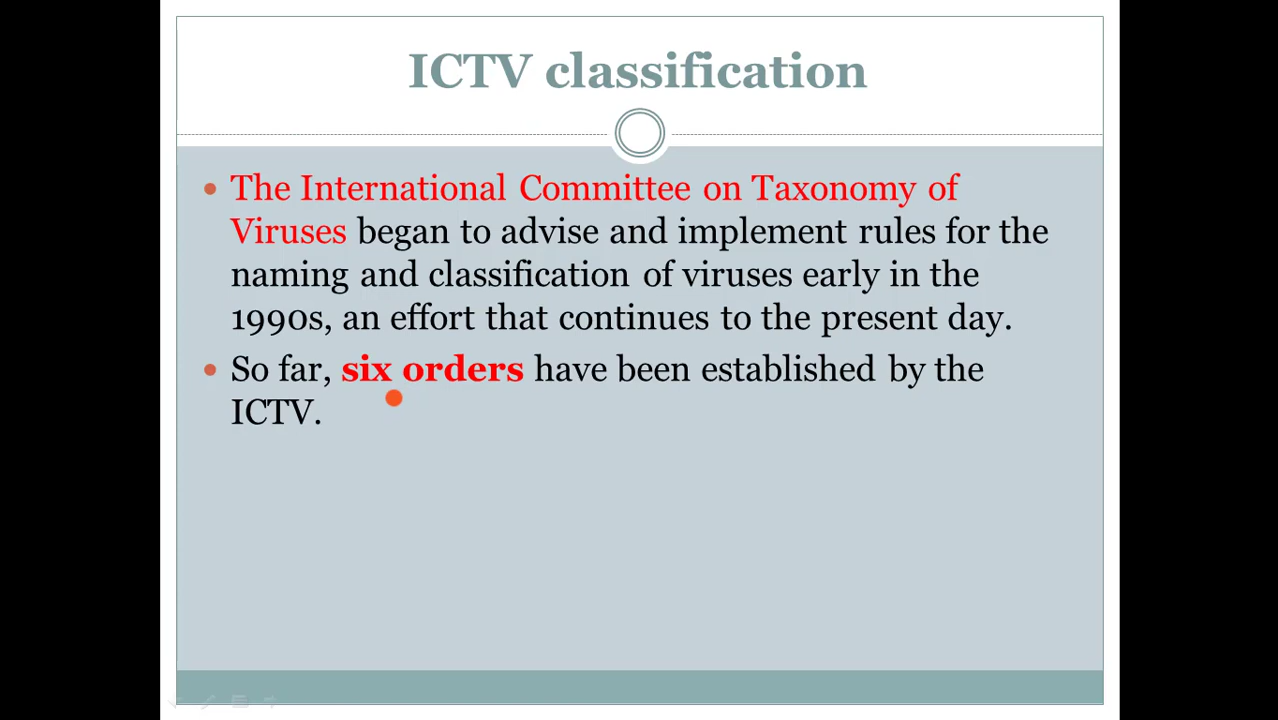 ICTV classification
The International Committee on Taxonomy of
Viruses began to advise and implement rules for the
naming and classification of viruses early in the
1990s, an effort that continues to the present day.
So far, six orders have been established by the
ICTV.